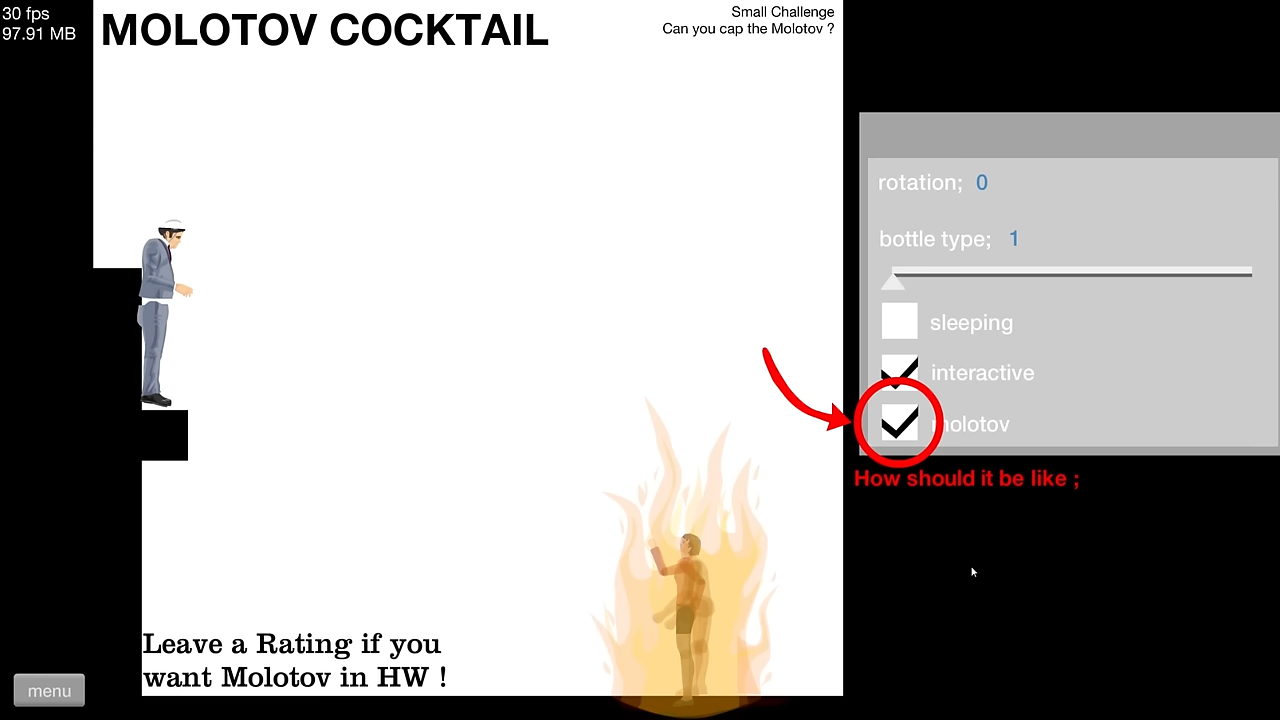 30 fps
97.91 MB
MOLOTOV COCKTAIL
Small Challenge
Can you cap the Molotov ?
rotation; 0
bottle type; 1
sleeping
interactive
molotov
How should it be like ;
Leave a Rating if you
want Molotov in HW !
menu